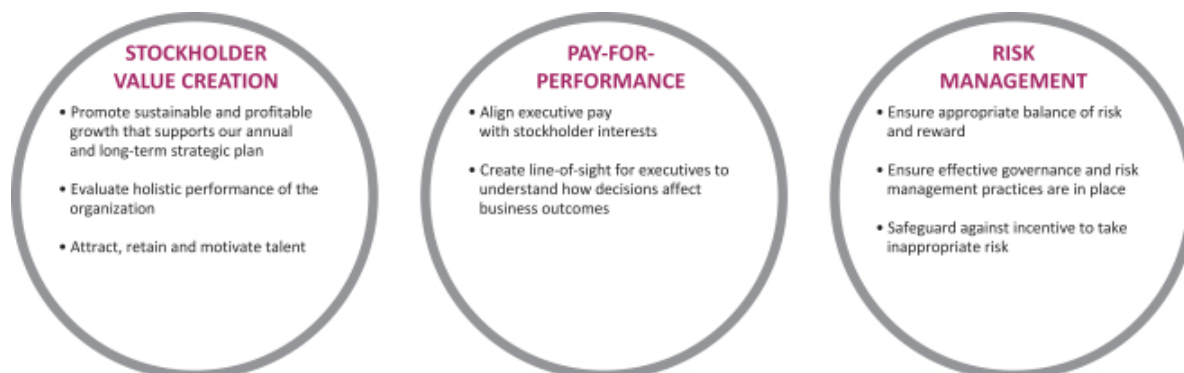 STOCKHOLDER
VALUE CREATION
• Promote sustainable and profitable
growth that supports our annual
and long-term strategic plan
• Evaluate holistic performance of the
organization
• Attract, retain and motivate talent
PAY-FOR-
PERFORMANCE
• Align executive pay
with stockholder interests
• Create line-of-sight for executives to
understand how decisions affect
business outcomes
RISK
MANAGEMENT
• Ensure appropriate balance of risk
and reward
• Ensure effective governance and risk
management practices are in place
• Safeguard against incentive to take
inappropriate risk